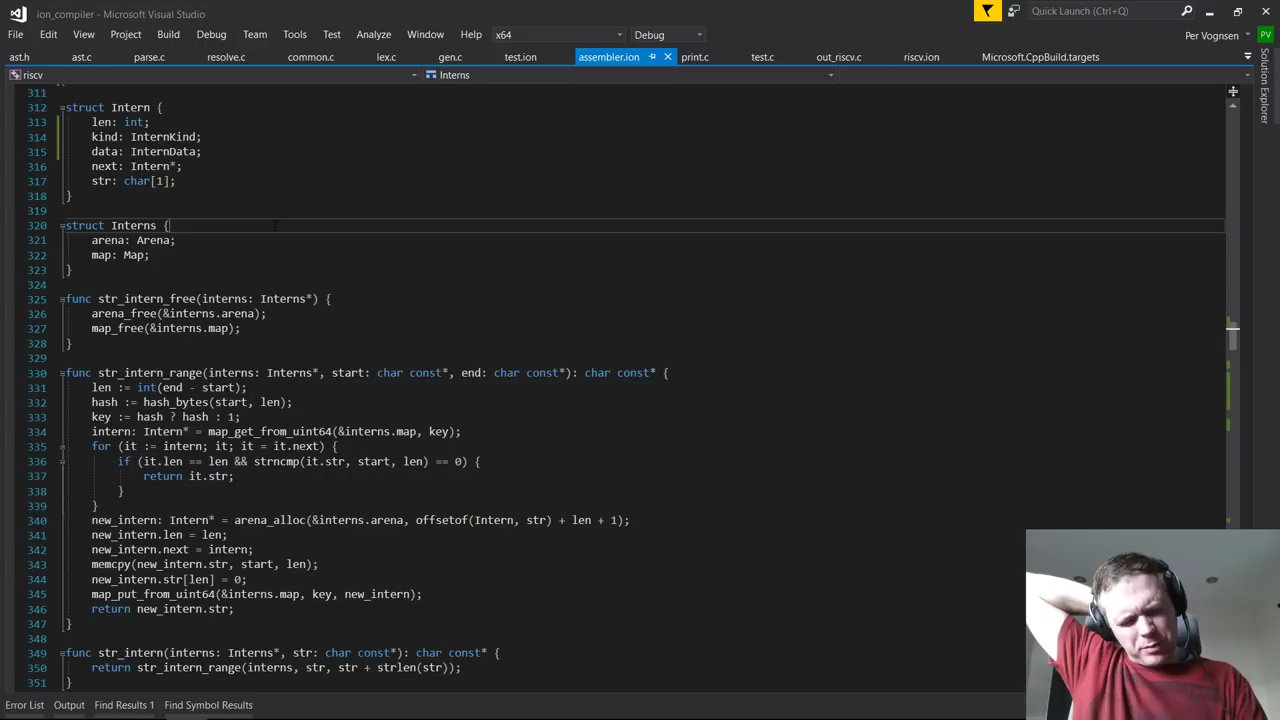 ion_compiler - Microsoft Visual Studio
Quick Launch (Ctrl+Q)
File Edit View Project Build Debug Team Tools Test Analyze Window Help x64 Debug Per Vognsen PV
ast.h ast.c parse.c resolve.c common.c lex.c gen.c test.ion assembler.ion print.c test.c out_riscv.c riscv.ion Microsoft.CppBuild.targets
riscv Interns
Solution Explorer
311
312 struct Intern {
313 len: int;
314 kind: InternKind;
315 data: InternData;
316 next: Intern*;
317 str: char[1];
318 }
319
320 struct Interns {
321 arena: Arena;
322 map: Map;
323 }
324
325 func str_intern_free(interns: Interns*) {
326 arena_free(&interns.arena);
327 map_free(&interns.map);
328 }
329
330 func str_intern_range(interns: Interns*, start: char const*, end: char const*): char const* {
331 len := int(end - start);
332 hash := hash_bytes(start, len);
333 key := hash ? hash : 1;
334 intern: Intern* = map_get_from_uint64(&interns.map, key);
335 for (it := intern; it; it = it.next) {
336 if (it.len == len && strncmp(it.str, start, len) == 0) {
337 return it.str;
338 }
339 }
340 new_intern: Intern* = arena_alloc(&interns.arena, offsetof(Intern, str) + len + 1);
341 new_intern.len = len;
342 new_intern.next = intern;
343 memcpy(new_intern.str, start, len);
344 new_intern.str[len] = 0;
345 map_put_from_uint64(&interns.map, key, new_intern);
346 return new_intern.str;
347 }
348
349 func str_intern(interns: Interns*, str: char const*): char const* {
350 return str_intern_range(interns, str, str + strlen(str));
351 }
Error List Output Find Results 1 Find Symbol Results